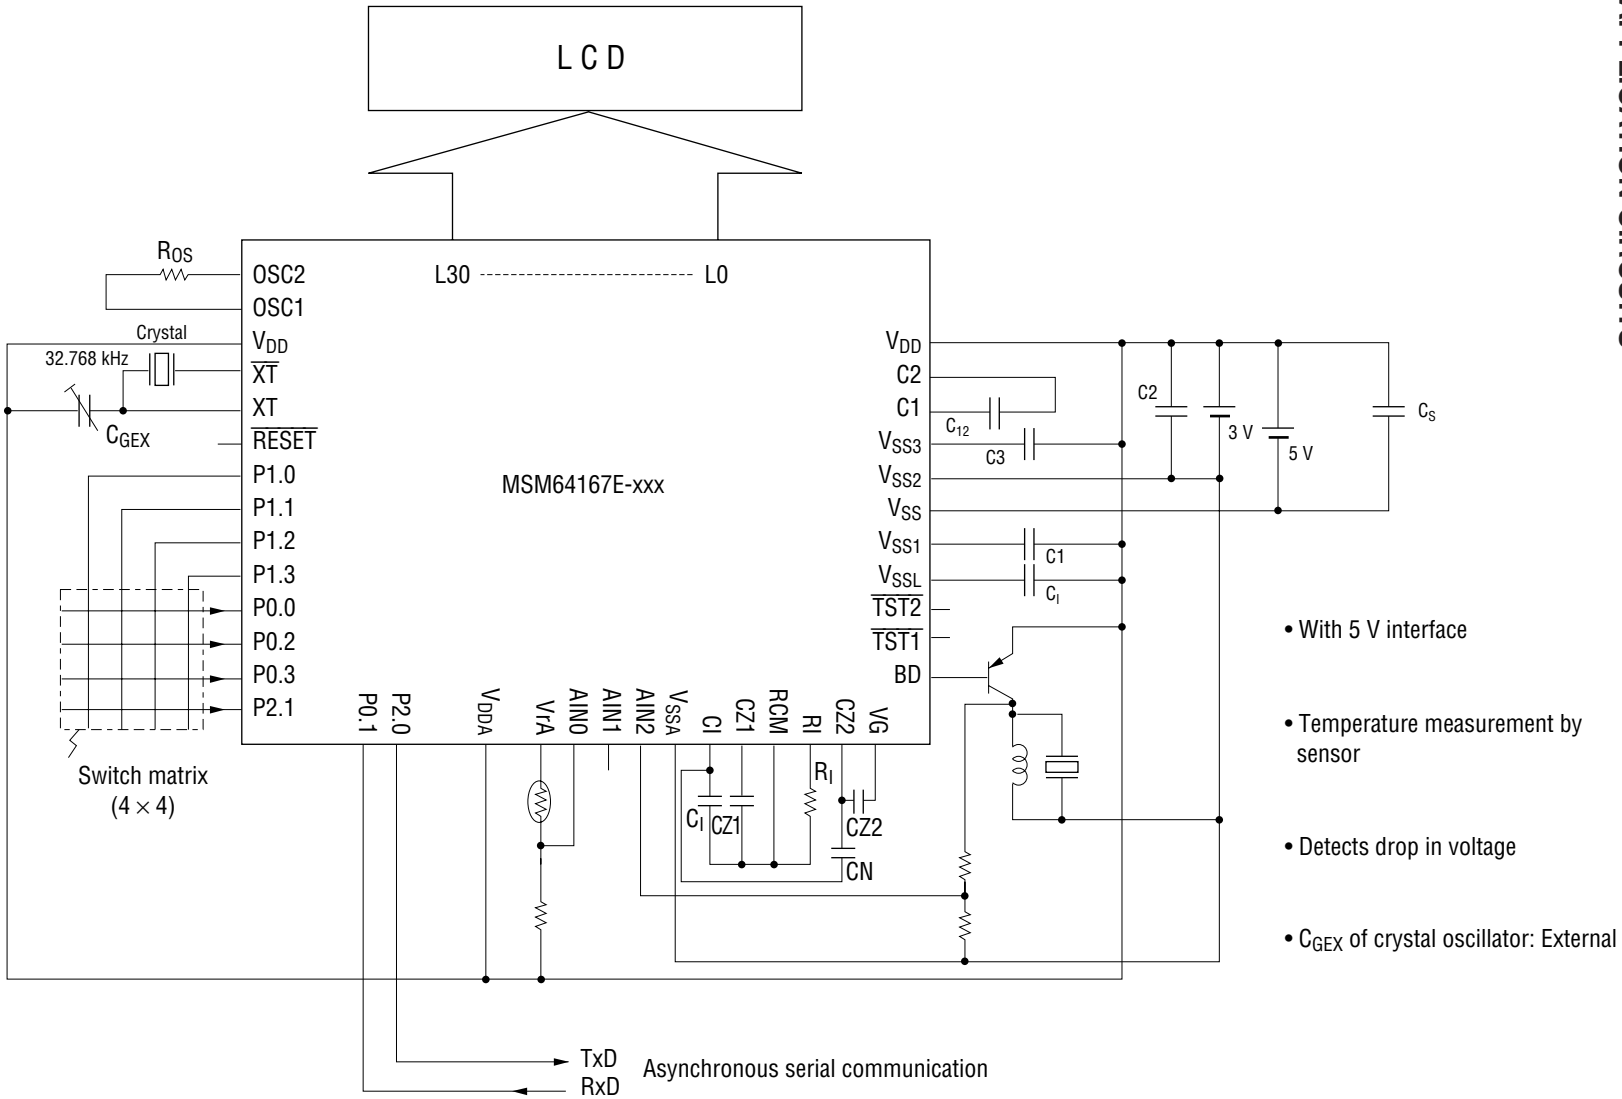 LCD
L30 L0
MSM64167E-xxx
ROS
OSC2
OSC1
Crystal
VDD
32.768 kHz
XT
XT
CGEX
RESET
P1.0
P1.1
P1.2
P1.3
P0.0
P0.2
P0.3
P2.1
Switch matrix
(4 × 4)
VDD
C2
C1
C12
VSS3
C3
VSS2
VSS
VSS1
C1
VSSL
CI
TST2
TST1
BD
C2
3 V
5 V
CS
P0.1
P2.0
VDDA
VrA
AIN0
AIN1
AIN2
VSSA
CI
CZ1
RCM
RI
CZ2
VG
RI
CI
CZ1
CZ2
CN
• With 5 V interface
• Temperature measurement by
sensor
• Detects drop in voltage
• CGEX of crystal oscillator: External
TxD
Asynchronous serial communication
RxD